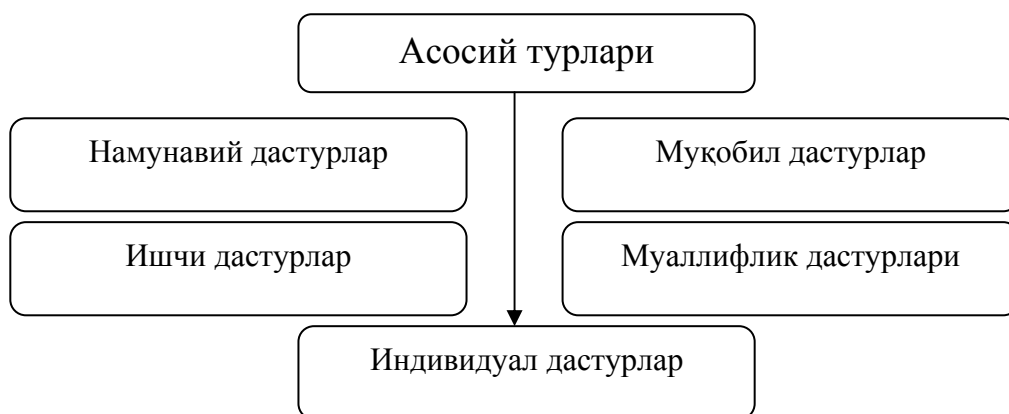 Асосий турлари
Намунавий дастурлар
Муқобил дастурлар
Ишчи дастурлар
Муаллифлик дастурлари
Индивидуал дастурлар